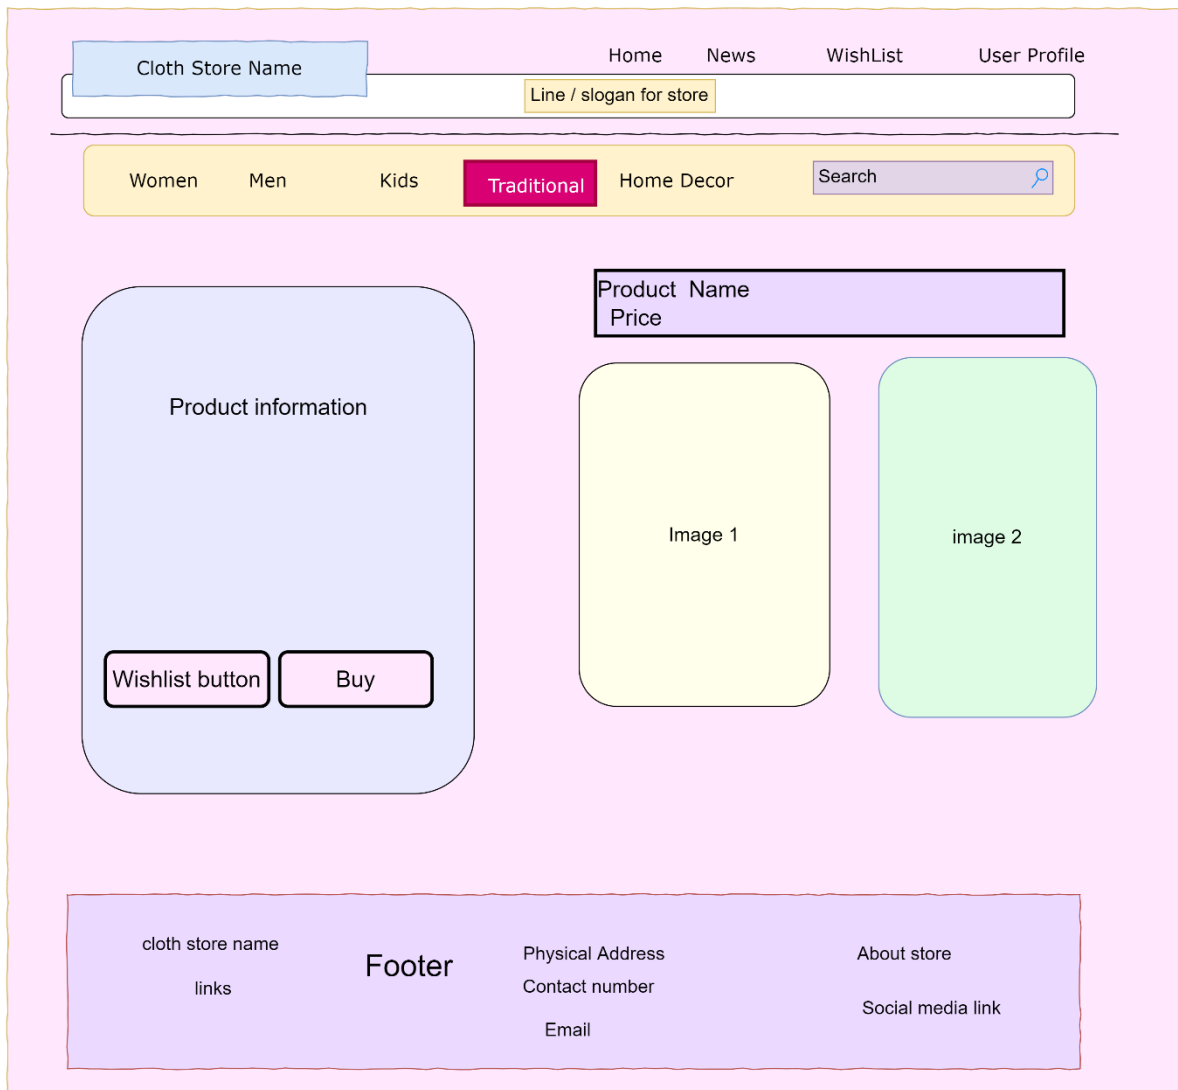 Home News WishList User Profile
Cloth Store Name
Line / slogan for store
Women Men Kids Traditional Home Decor Search
Product Name
Price
Product information
Image 1
image 2
Wishlist button Buy
cloth store name
links
Footer
Physical Address
Contact number
Email
About store
Social media link